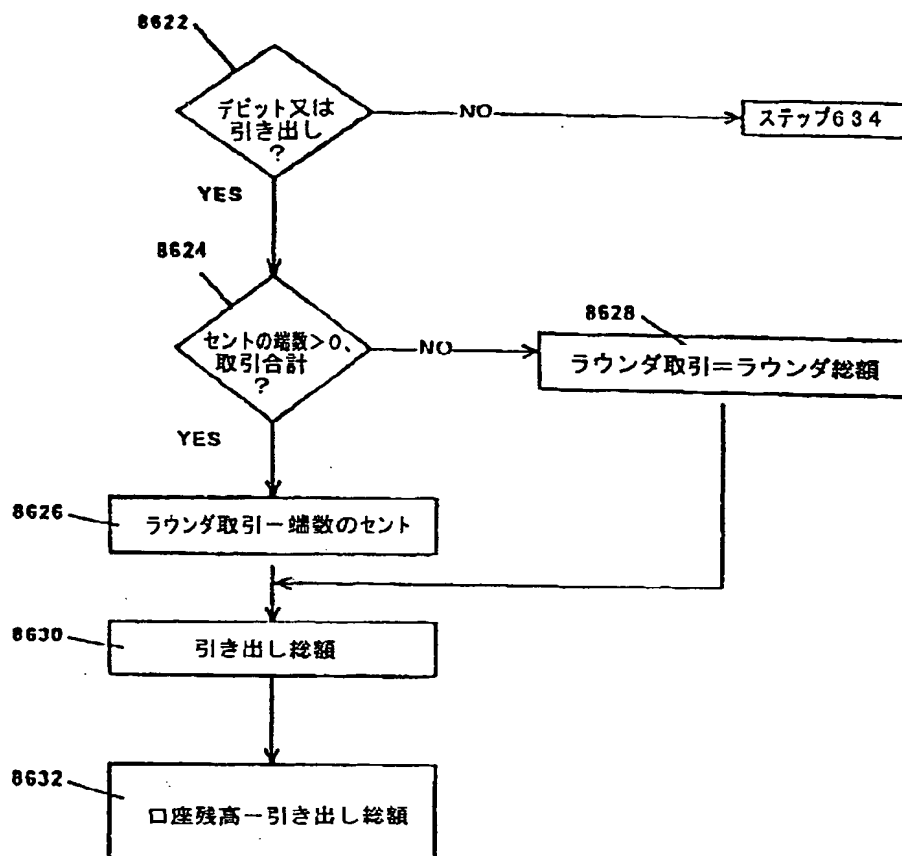 8622
デビット又は
引き出し
?
NO
ステップ634
YES
8624
セントの端数>0、
取引合計
?
NO
8628
ラウンダ取引=ラウンダ総額
YES
8626
ラウンダ取引-端数のセント
8630
引き出し総額
8632
口座残高-引き出し総額